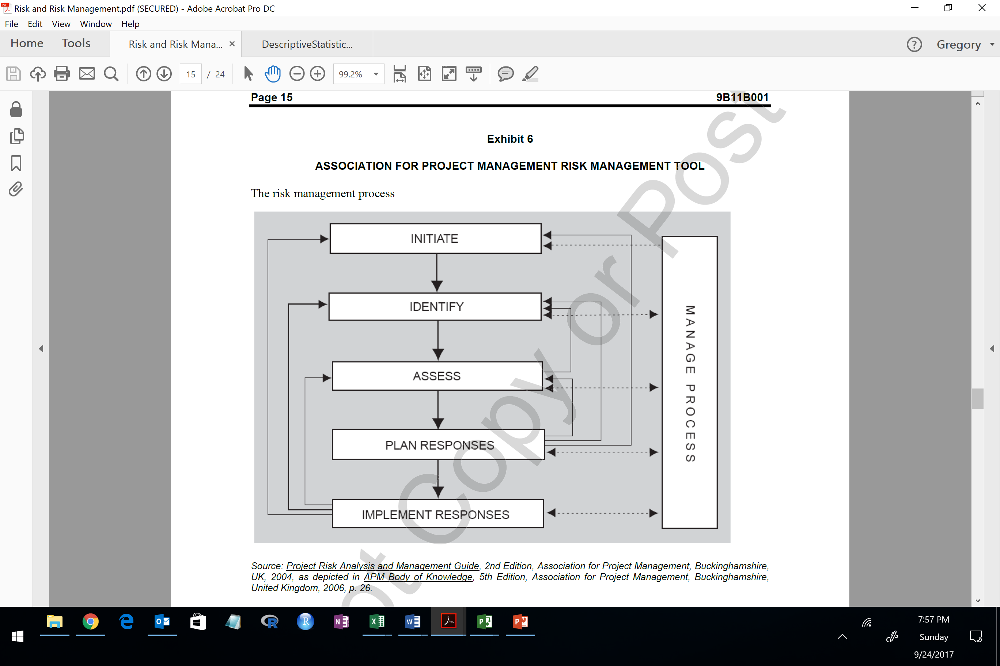 Risk and Risk Management.pdf (SECURED) - Adobe Acrobat Pro DC
File Edit View Window Help
Home Tools Risk and Risk Mana... × DescriptiveStatistic... ? Gregory
15 / 24 99.2%
Page 15 9B11B001
Exhibit 6
ASSOCIATION FOR PROJECT MANAGEMENT RISK MANAGEMENT TOOL
The risk management process
INITIATE
IDENTIFY
ASSESS
PLAN RESPONSES
IMPLEMENT RESPONSES
MANAGE PROCESS
Source: Project Risk Analysis and Management Guide, 2nd Edition, Association for Project Management, Buckinghamshire,
UK, 2004, as depicted in APM Body of Knowledge, 5th Edition, Association for Project Management, Buckinghamshire,
United Kingdom, 2006, p. 26.
ot Copy or Post
7:57 PM
Sunday
9/24/2017